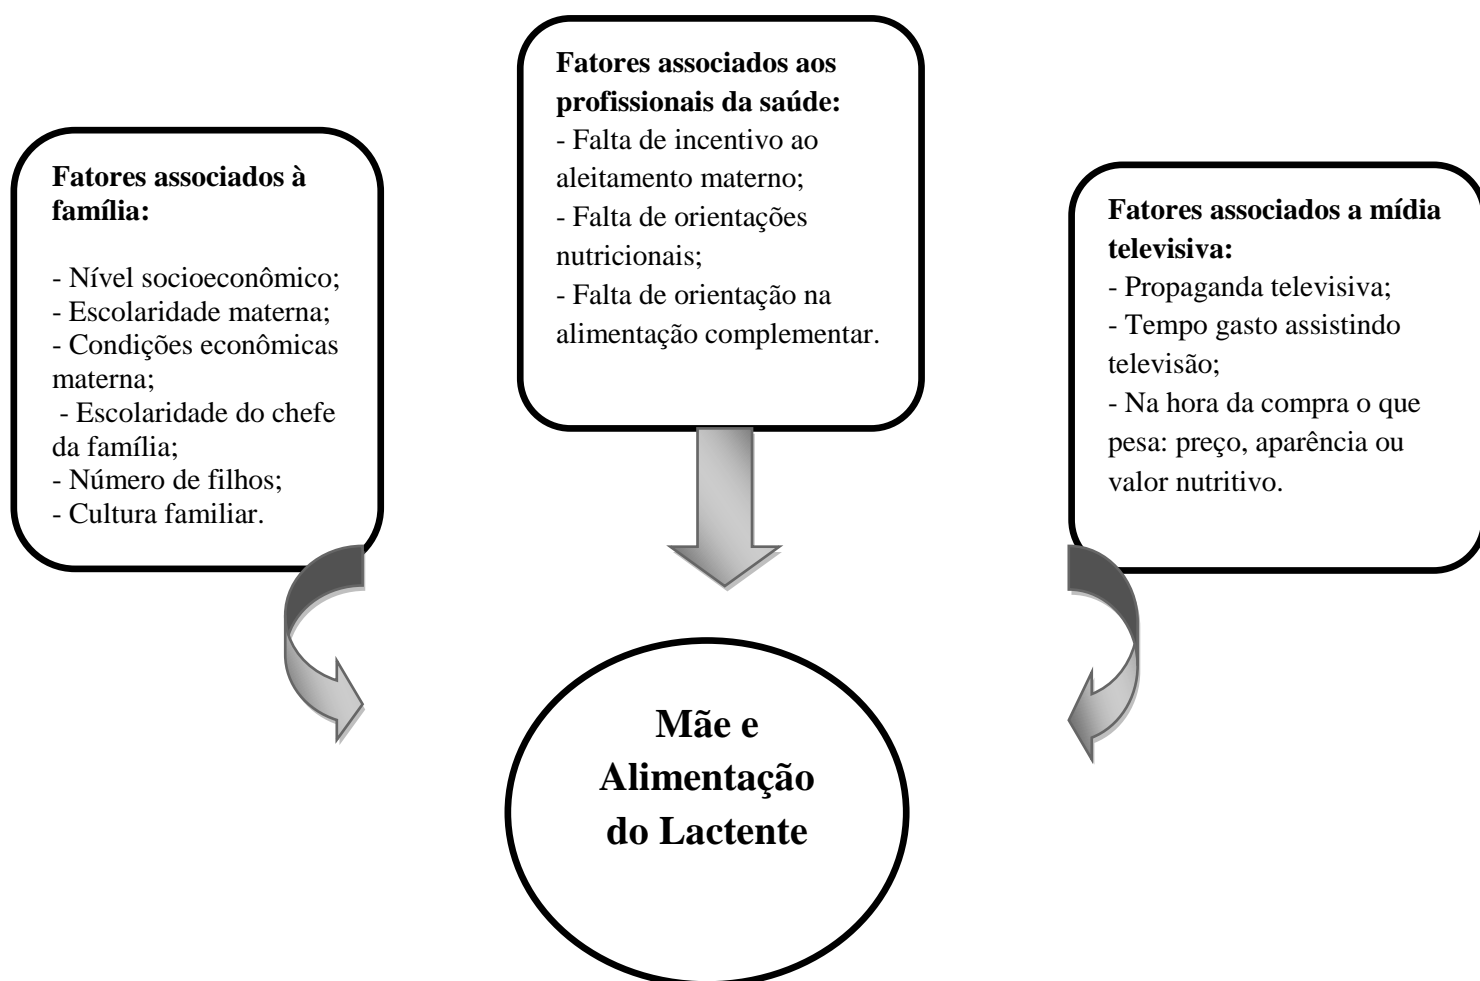 Fatores associados à
família:
- Nível socioeconômico;
- Escolaridade materna;
- Condições econômicas
materna;
- Escolaridade do chefe
da família;
- Número de filhos;
- Cultura familiar.
Fatores associados aos
profissionais da saúde:
- Falta de incentivo ao
aleitamento materno;
- Falta de orientações
nutricionais;
- Falta de orientação na
alimentação complementar.
Fatores associados a mídia
televisiva:
- Propaganda televisiva;
- Tempo gasto assistindo
televisão;
- Na hora da compra o que
pesa: preço, aparência ou
valor nutritivo.
Mãe e
Alimentação
do Lactente